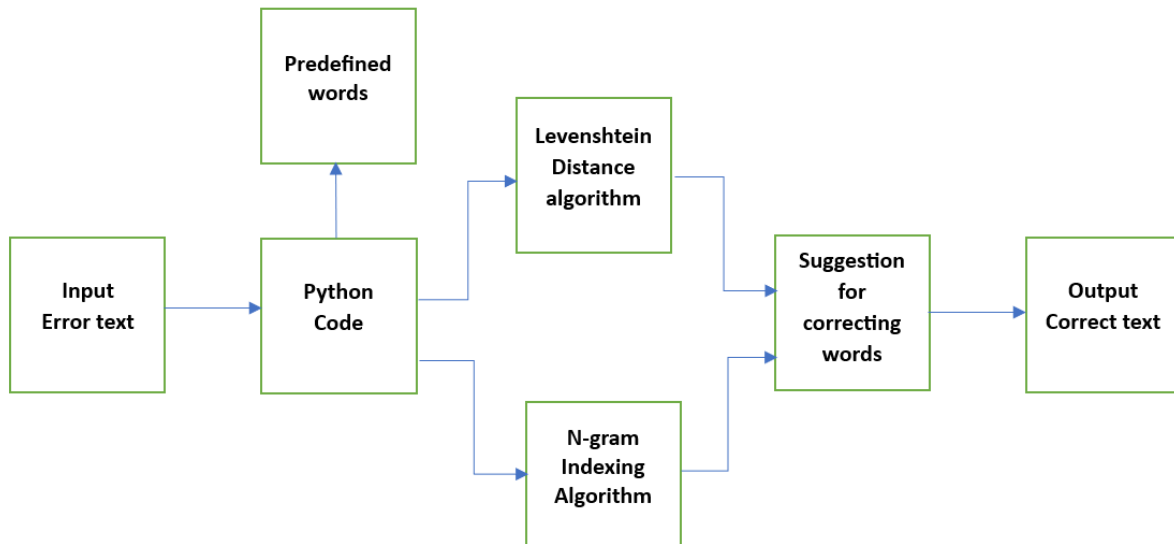 Predefined
words
Levenshtein
Distance
algorithm
Input
Error text
Python
Code
Suggestion
for
correcting
words
Output
Correct text
N-gram
Indexing
Algorithm